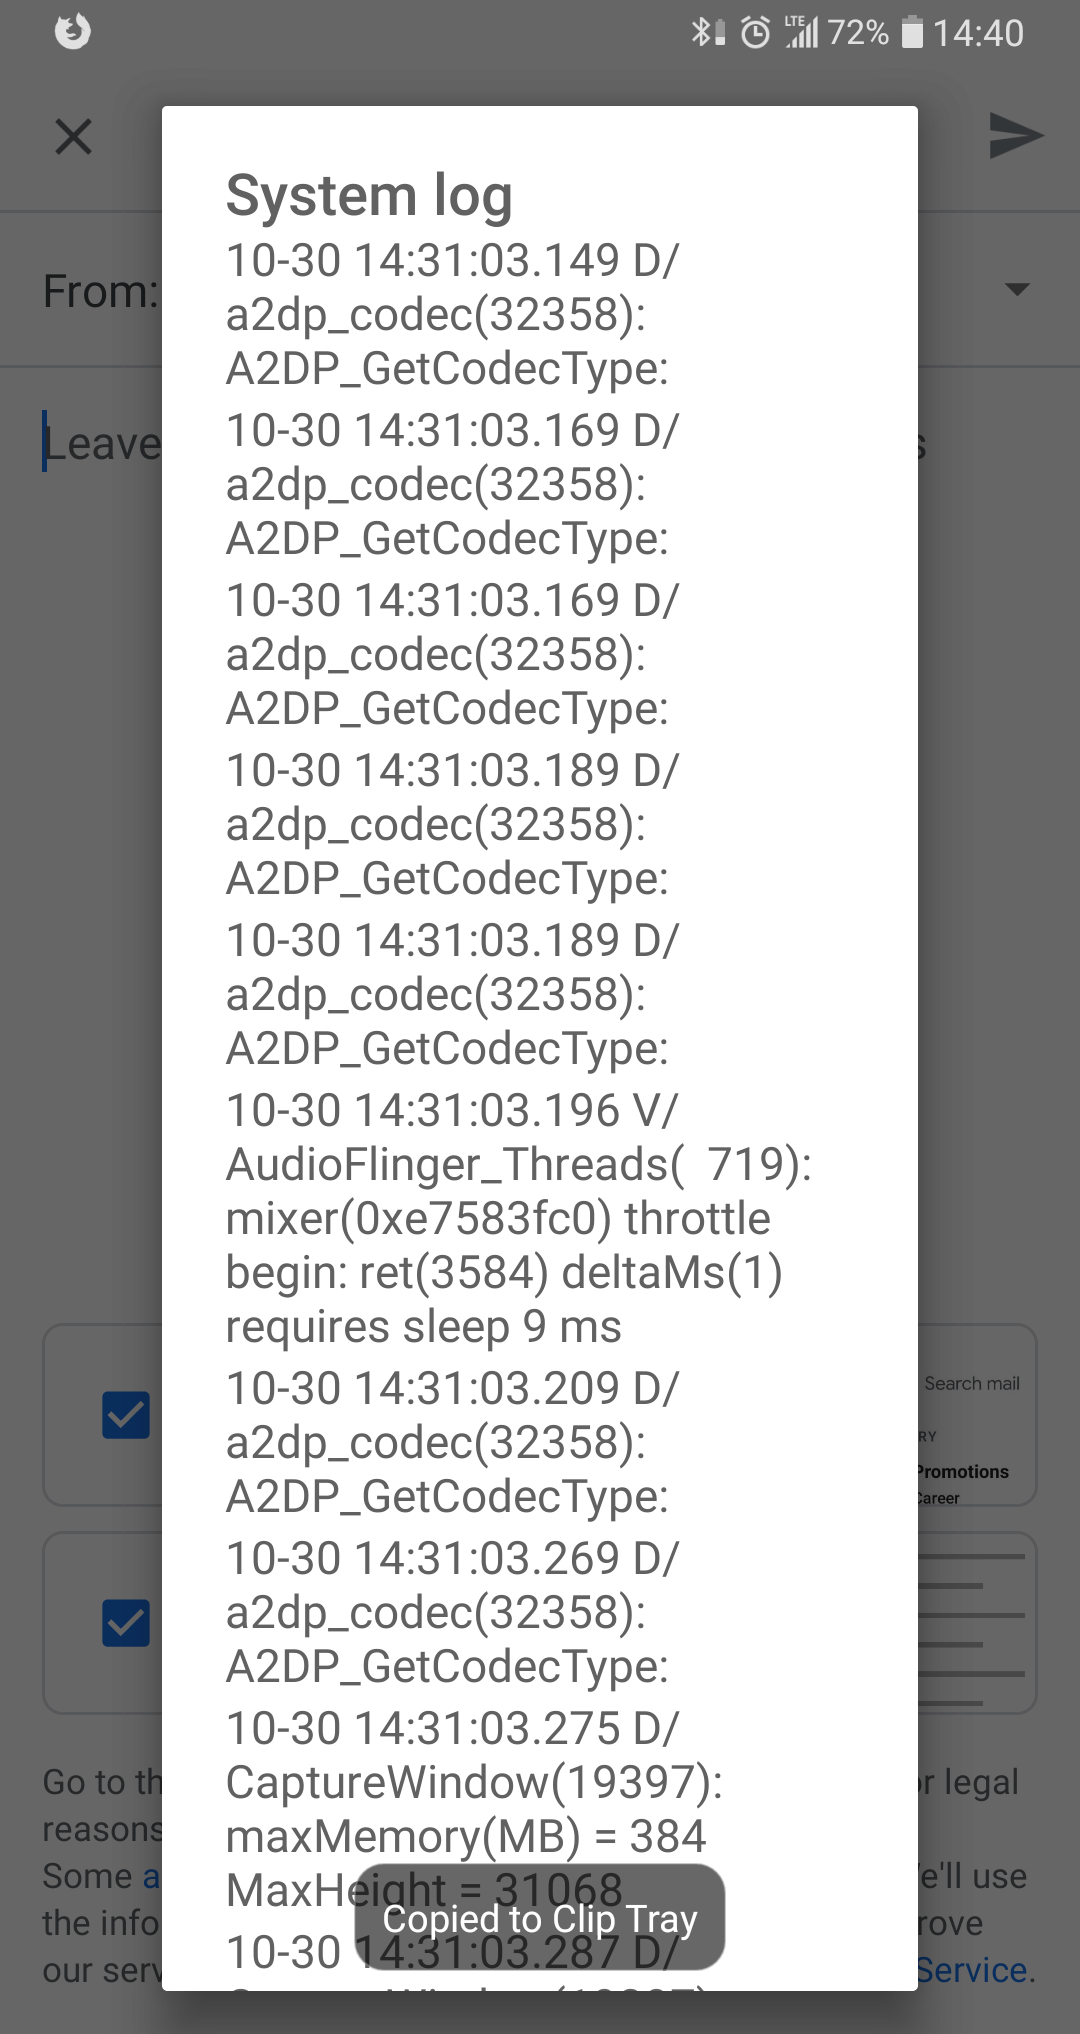 LTE 72% 14:40
System log
10-30 14:31:03.149 D/
From:
a2dp_codec(32358):
A2DP_GetCodecType:
10-30 14:31:03.169 D/
Leave
a2dp_codec(32358):
A2DP_GetCodecType:
10-30 14:31:03.169 D/
a2dp_codec(32358):
A2DP_GetCodecType:
10-30 14:31:03.189 D/
a2dp_codec(32358):
A2DP_GetCodecType:
10-30 14:31:03.189 D/
a2dp_codec(32358):
A2DP_GetCodecType:
10-30 14:31:03.196 V/
AudioFlinger_Threads(  719):
mixer(0xe7583fc0) throttle
begin: ret(3584) deltaMs(1)
requires sleep 9 ms
10-30 14:31:03.209 D/
a2dp_codec(32358):
A2DP_GetCodecType:
10-30 14:31:03.269 D/
a2dp_codec(32358):
A2DP_GetCodecType:
10-30 14:31:03.275 D/
CaptureWindow(19397):
maxMemory(MB) = 384
MaxHeight = 31068
Copied to Clip Tray
10-30 14:31:03.287 D/
Search mail
RY
Promotions
Career
Go to th
r legal
reasons
Some a
e'll use
the info
rove
our serv
Service.